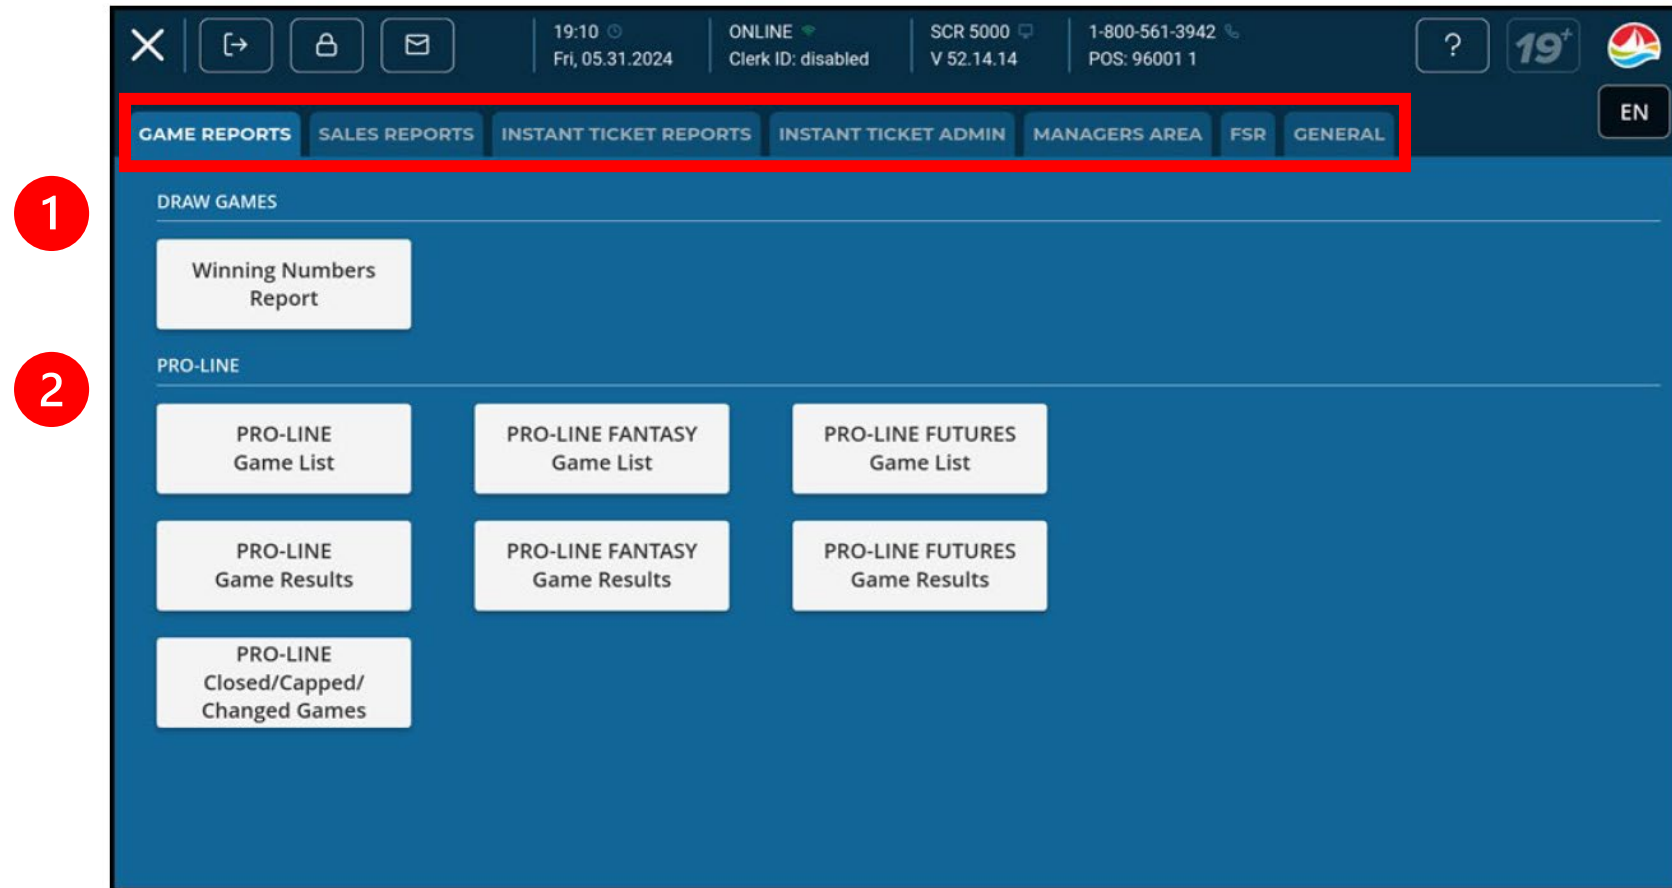 19:10
Fri, 05.31.2024
ONLINE
Clerk ID: disabled
SCR 5000
V 52.14.14
1-800-561-3942
POS: 96001 1
?
19+
EN
GAME REPORTS
SALES REPORTS
INSTANT TICKET REPORTS
INSTANT TICKET ADMIN
MANAGERS AREA
FSR
GENERAL
1
DRAW GAMES
Winning Numbers
Report
2
PRO-LINE
PRO-LINE
Game List
PRO-LINE FANTASY
Game List
PRO-LINE FUTURES
Game List
PRO-LINE
Game Results
PRO-LINE FANTASY
Game Results
PRO-LINE FUTURES
Game Results
PRO-LINE
Closed/Capped/
Changed Games